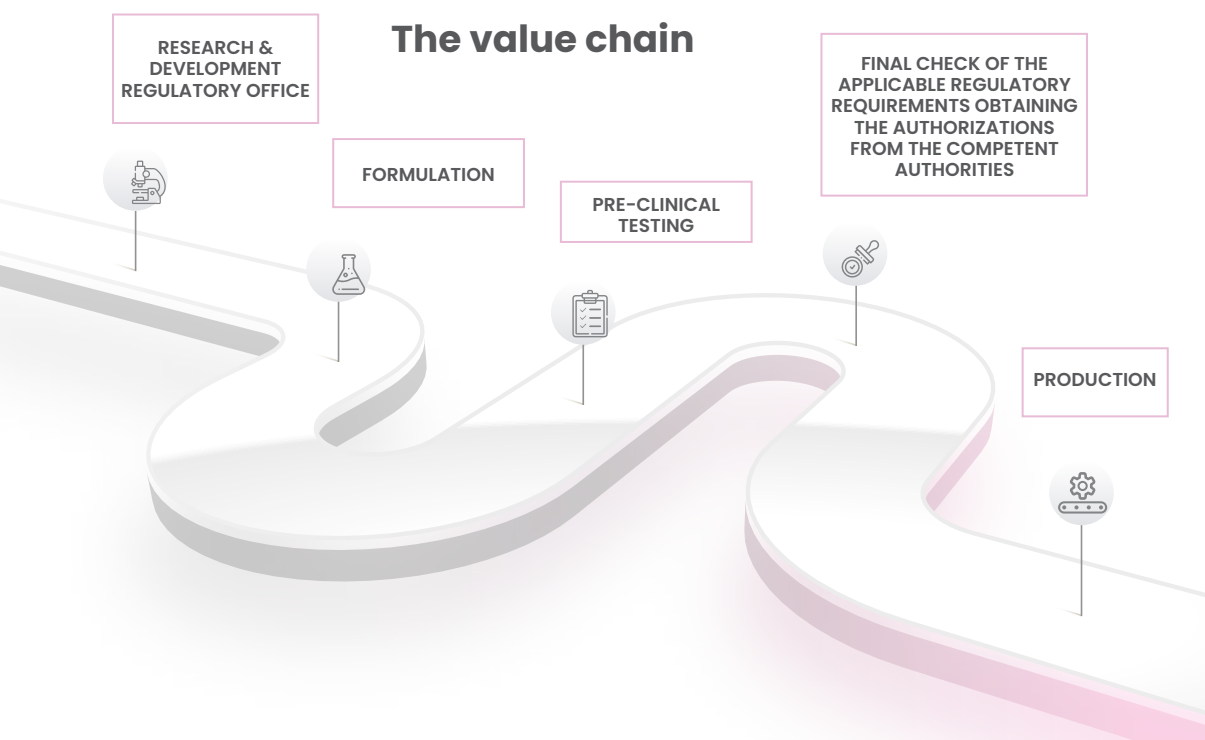 The value chain
RESEARCH &
DEVELOPMENT
REGULATORY OFFICE
FORMULATION
PRE-CLINICAL
TESTING
FINAL CHECK OF THE
APPLICABLE REGULATORY
REQUIREMENTS OBTAINING
THE AUTHORIZATIONS
FROM THE COMPETENT
AUTHORITIES
PRODUCTION